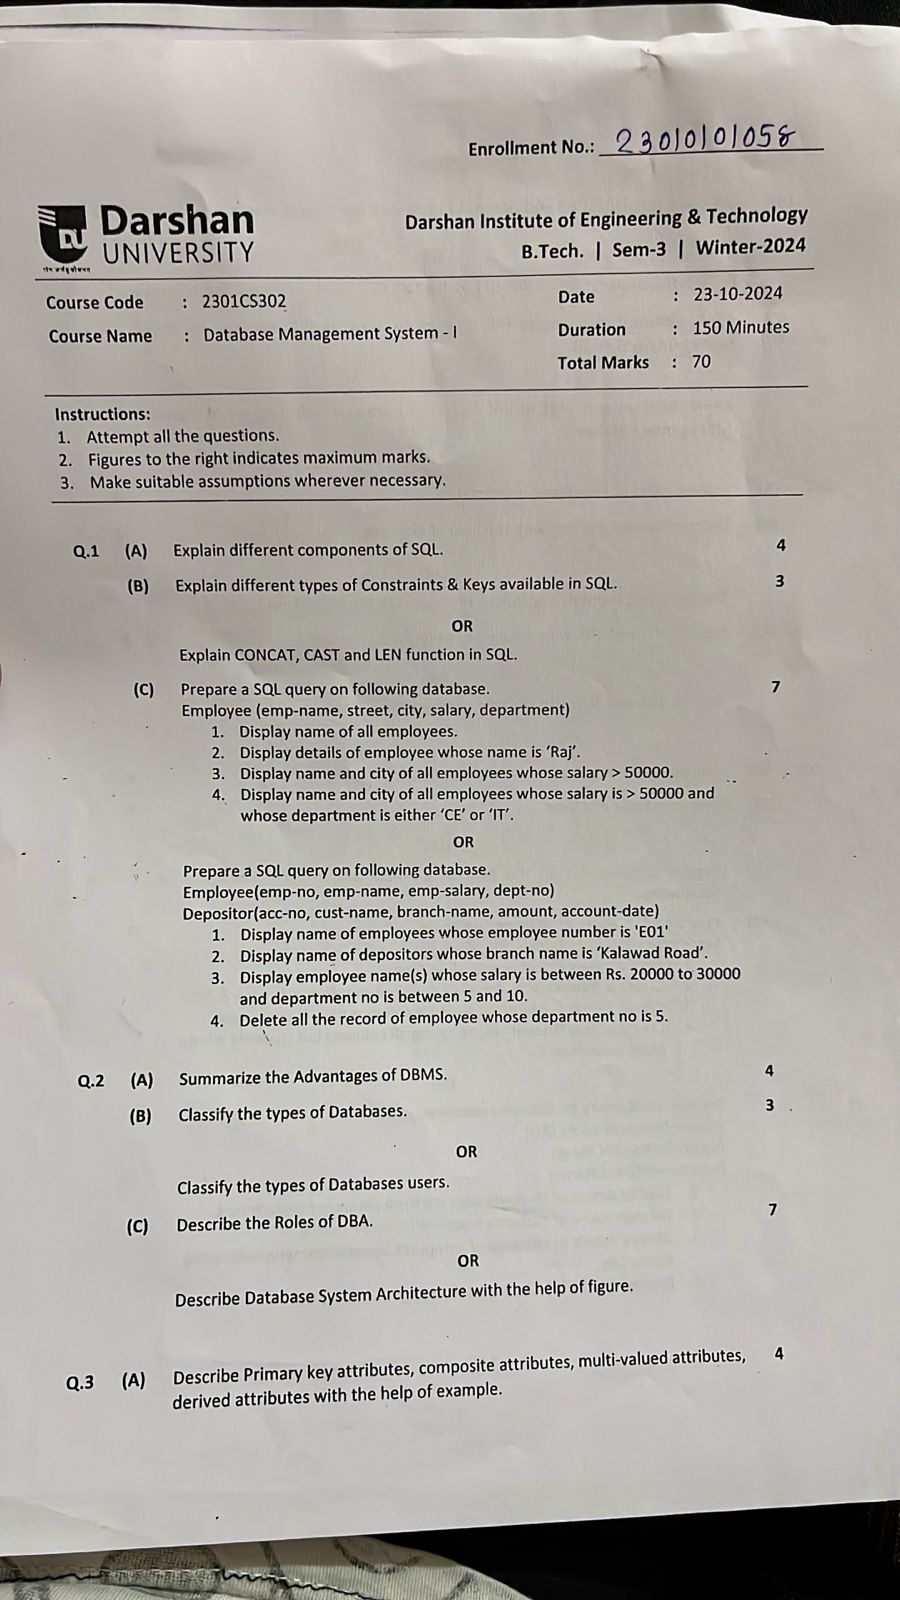 Enrollment No.: 23010101058
Darshan
UNIVERSITY
Darshan Institute of Engineering & Technology
B.Tech. | Sem-3 | Winter-2024
Course Code : 2301CS302
Date : 23-10-2024
Course Name : Database Management System - I
Duration : 150 Minutes
Total Marks : 70
Instructions:
1. Attempt all the questions.
2. Figures to the right indicates maximum marks.
3. Make suitable assumptions wherever necessary.
Q.1 (A) Explain different components of SQL. 4
(B) Explain different types of Constraints & Keys available in SQL. 3
OR
Explain CONCAT, CAST and LEN function in SQL.
(C) Prepare a SQL query on following database. 7
Employee (emp-name, street, city, salary, department)
1. Display name of all employees.
2. Display details of employee whose name is ‘Raj’.
3. Display name and city of all employees whose salary > 50000.
4. Display name and city of all employees whose salary is > 50000 and
whose department is either ‘CE’ or ‘IT’.
OR
Prepare a SQL query on following database.
Employee(emp-no, emp-name, emp-salary, dept-no)
Depositor(acc-no, cust-name, branch-name, amount, account-date)
1. Display name of employees whose employee number is 'E01'
2. Display name of depositors whose branch name is ‘Kalawad Road’.
3. Display employee name(s) whose salary is between Rs. 20000 to 30000
and department no is between 5 and 10.
4. Delete all the record of employee whose department no is 5.
Q.2 (A) Summarize the Advantages of DBMS. 4
(B) Classify the types of Databases. 3
OR
Classify the types of Databases users.
(C) Describe the Roles of DBA. 7
OR
Describe Database System Architecture with the help of figure.
Q.3 (A) Describe Primary key attributes, composite attributes, multi-valued attributes, 4
derived attributes with the help of example.